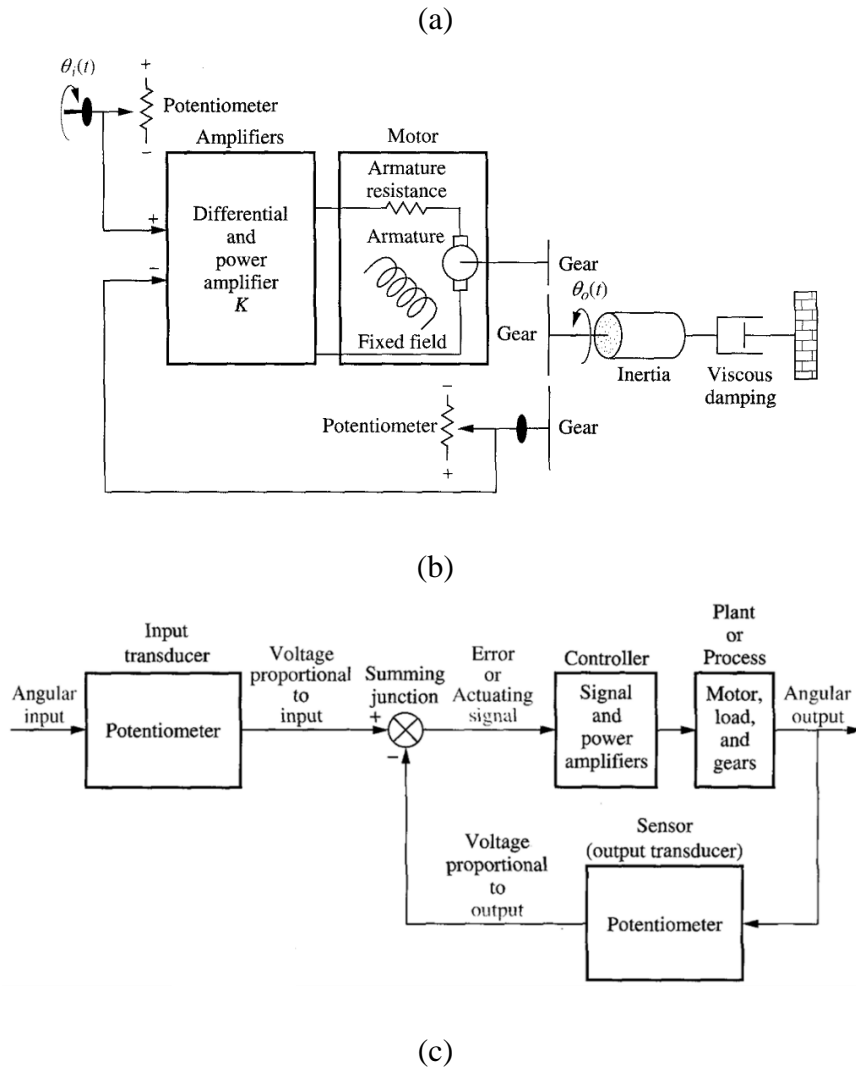 (a)
θi(t)
+
Potentiometer
−
Amplifiers
Motor
+
−
Differential
and
power
amplifier
K
Armature
resistance
Armature
Fixed field
Gear
Gear
θo(t)
Inertia
Viscous
damping
−
Potentiometer
+
Gear
(b)
Input
transducer
Angular
input
Potentiometer
Voltage
proportional
to
input
Summing
junction
+
−
Error
or
Actuating
signal
Controller
Signal
and
power
amplifiers
Plant
or
Process
Motor,
load,
and
gears
Angular
output
Voltage
proportional
to
output
Sensor
(output transducer)
Potentiometer
(c)